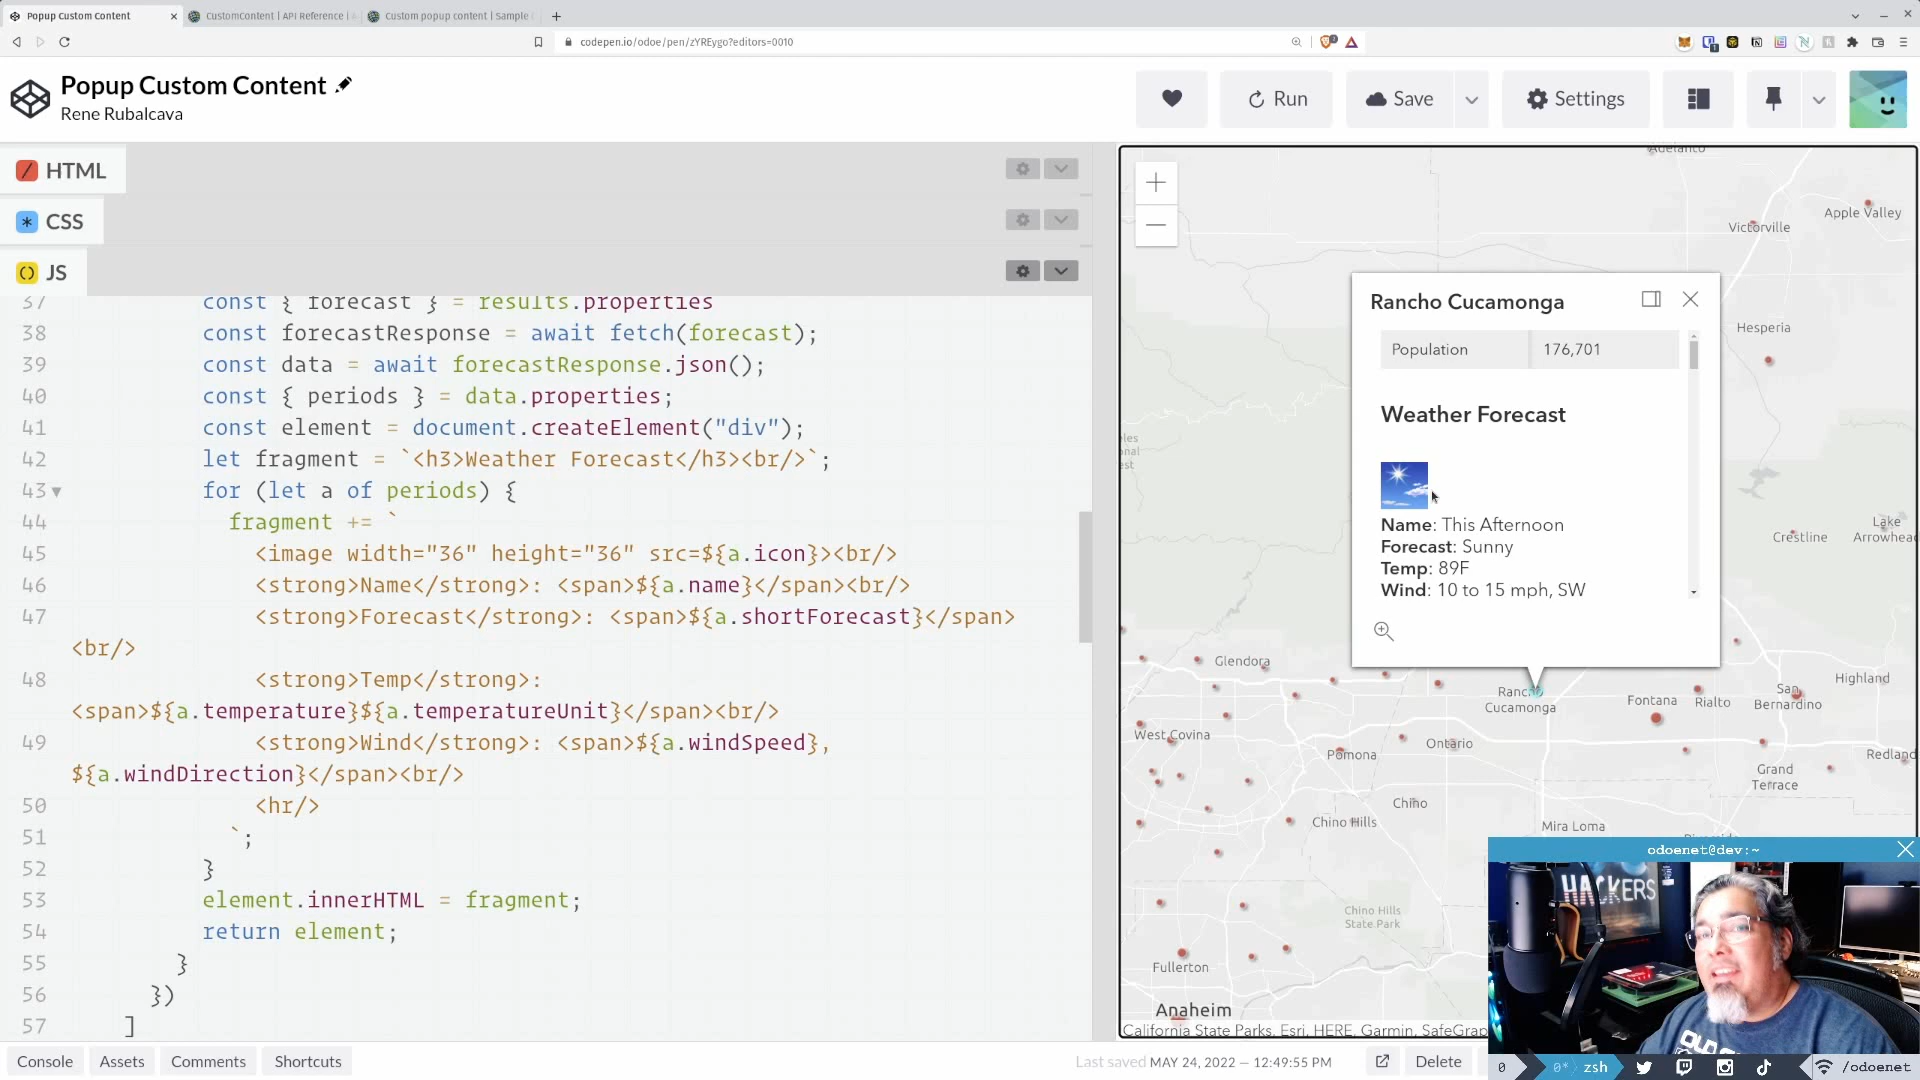 Popup Custom Content
CustomContent | API Reference |
Custom popup content | Sample
codepen.io/odoe/pen/zYREygo?editors=0010
Popup Custom Content
Rene Rubalcava
Run
Save
Settings
HTML
CSS
JS
37 const { forecast } = results.properties
38 const forecastResponse = await fetch(forecast);
39 const data = await forecastResponse.json();
40 const { periods } = data.properties;
41 const element = document.createElement("div");
42 let fragment = `<h3>Weather Forecast</h3><br/>`;
43 for (let a of periods) {
44 fragment += `
45 <image width="36" height="36" src=${a.icon}><br/>
46 <strong>Name</strong>: <span>${a.name}</span><br/>
47 <strong>Forecast</strong>: <span>${a.shortForecast}</span>
<br/>
48 <strong>Temp</strong>:
<span>${a.temperature}${a.temperatureUnit}</span><br/>
49 <strong>Wind</strong>: <span>${a.windSpeed},
${a.windDirection}</span><br/>
50 <hr/>
51 `;
52 }
53 element.innerHTML = fragment;
54 return element;
55 }
56 })
57 ]
Console
Assets
Comments
Shortcuts
Last saved MAY 24, 2022 — 12:49:55 PM
Delete
Adelanto
Apple Valley
Victorville
Hesperia
Lake
Arrowhead
Crestline
Rancho Cucamonga
Population 176,701
Weather Forecast
Name: This Afternoon
Forecast: Sunny
Temp: 89F
Wind: 10 to 15 mph, SW
Glendora
Highland
Rancho
Cucamonga
Fontana
Rialto
San
Bernardino
West Covina
Pomona
Ontario
Redland
Grand
Terrace
Chino
Chino Hills
Mira Loma
Chino Hills
State Park
Fullerton
Anaheim
California State Parks, Esri, HERE, Garmin, SafeGrap
odoenet@dev:~
HACKERS
0
0* zsh
/odoenet